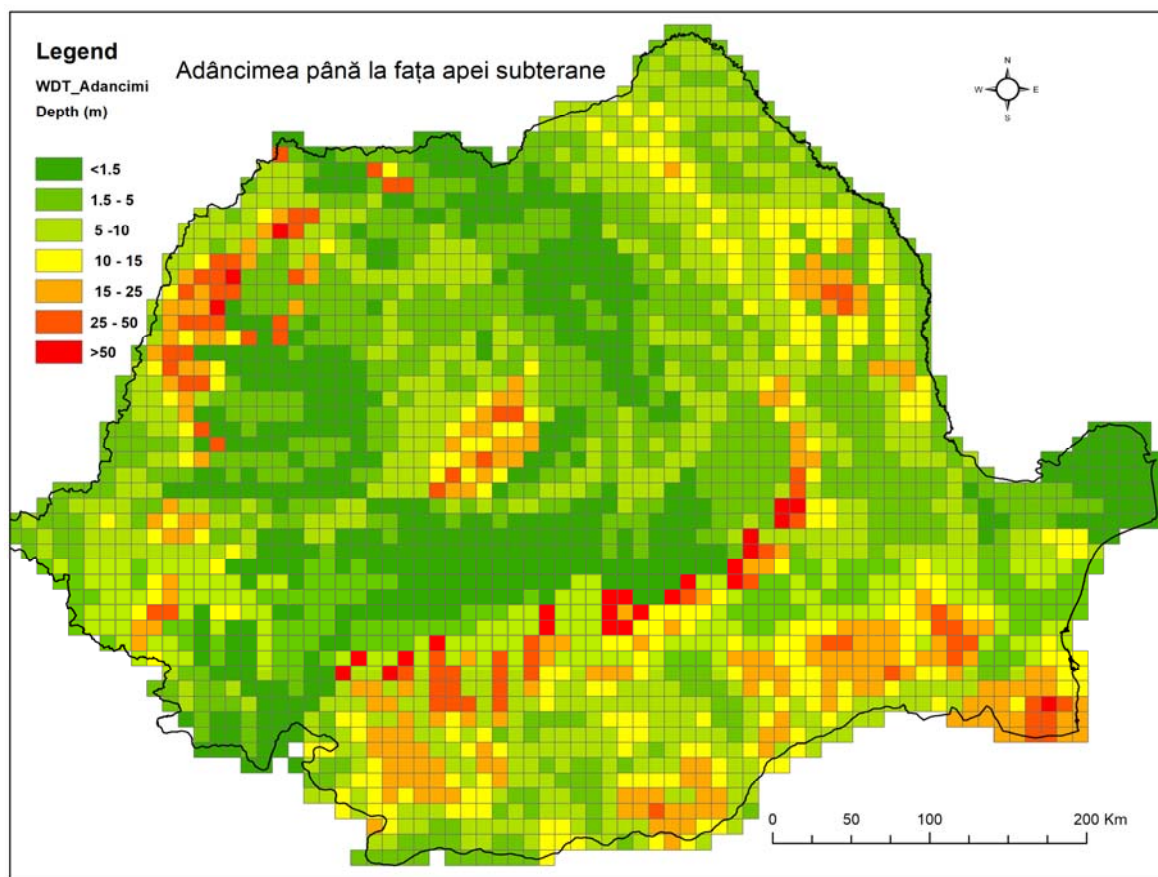 Legend
Adâncimea până la fața apei subterane
WDT_Adancimi
Depth (m)
<1.5
1.5 - 5
5 -10
10 - 15
15 - 25
25 - 50
>50
N
W E
S
0 50 100 200 Km